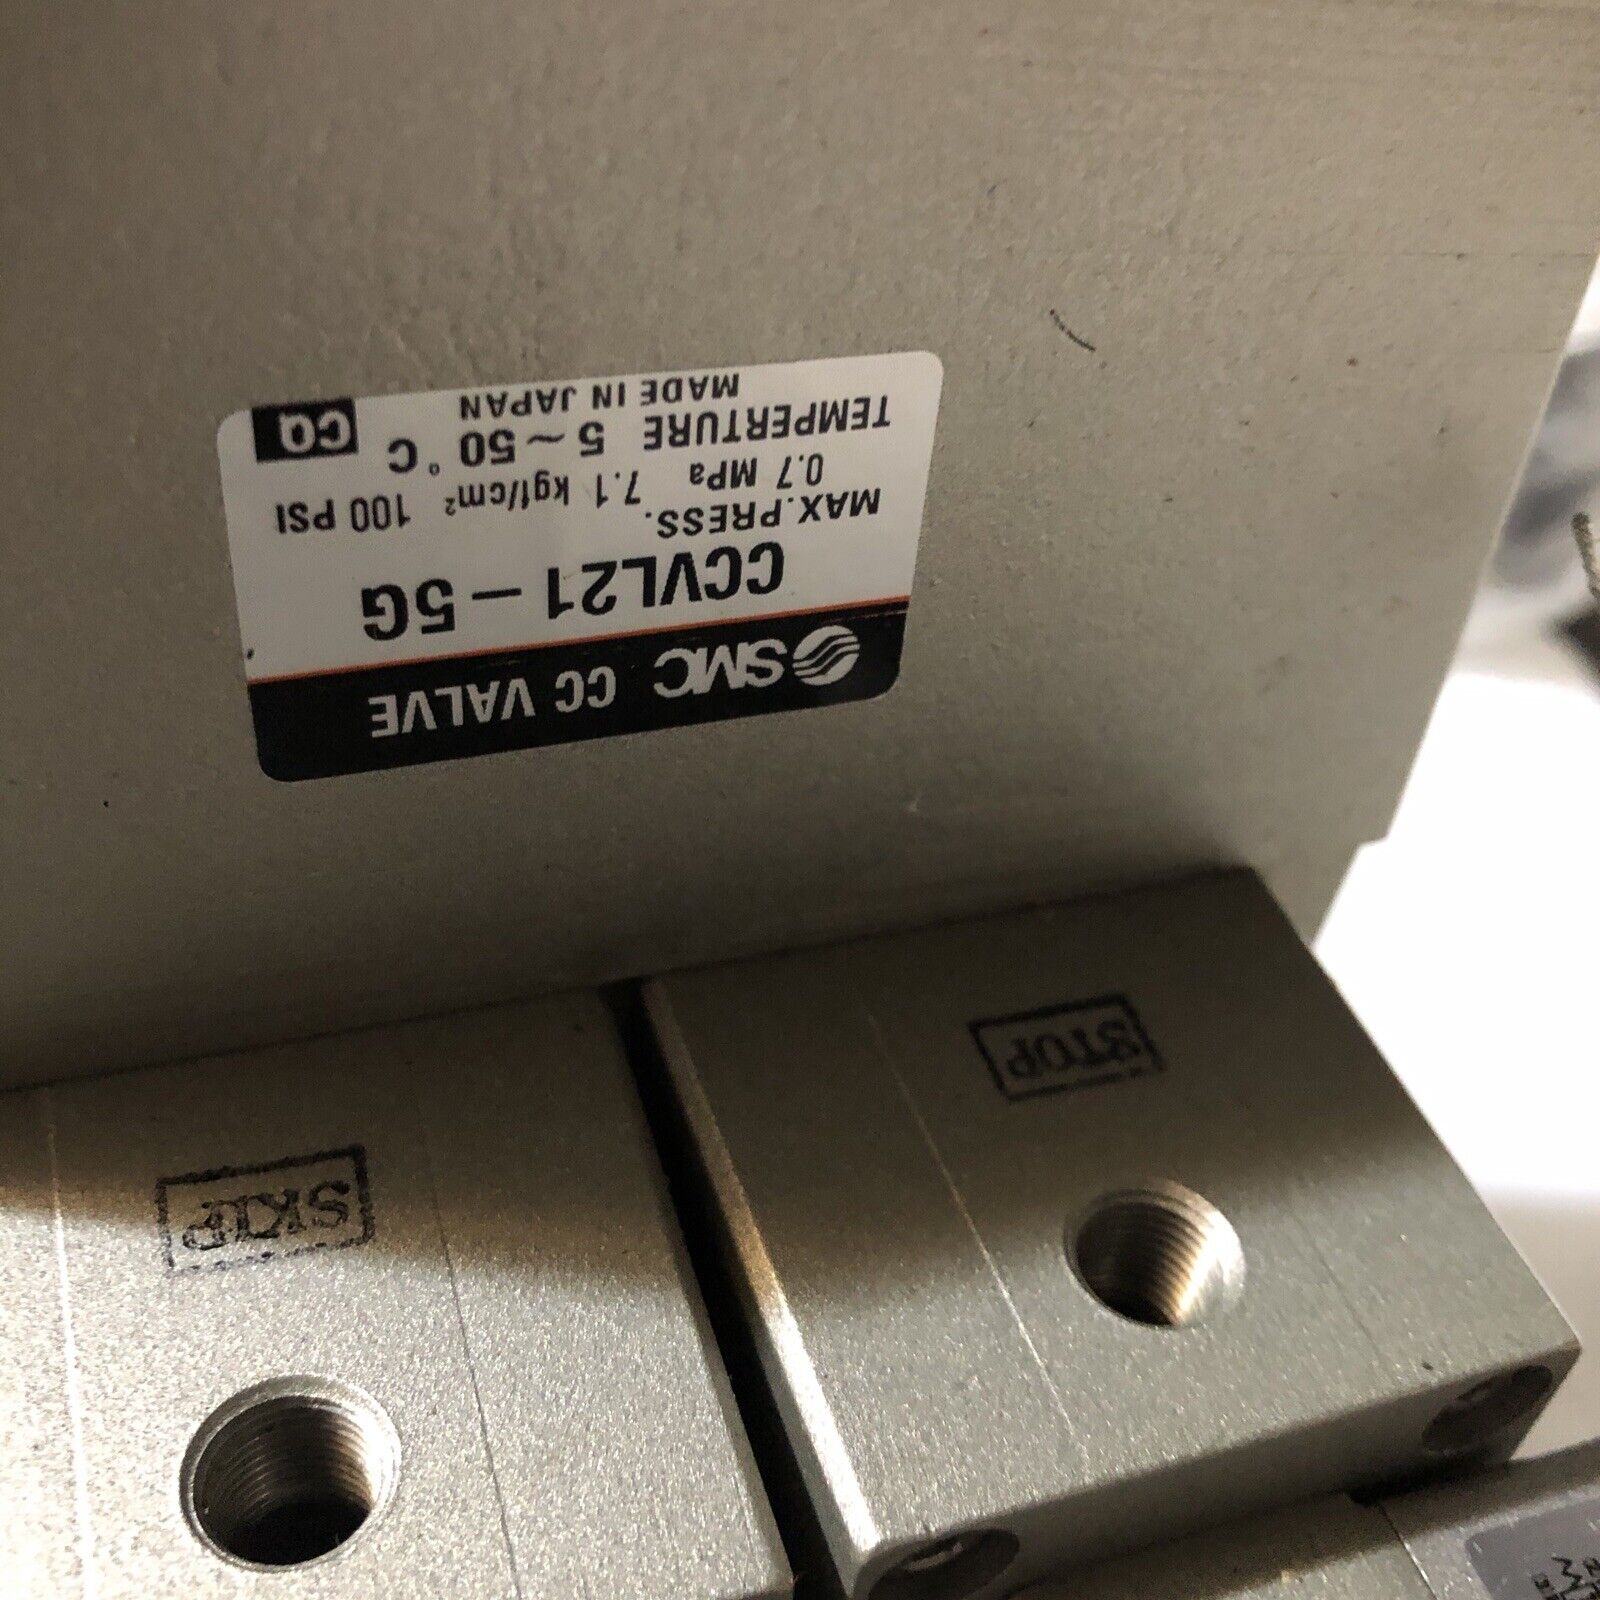 SMC CC VALVE
CCVL21-5G
MAX.PRESS.
0.7 MPa 7.1 kgf/cm² 100 PSI
TEMPERTURE 5~50°C
MADE IN JAPAN
CQ
STOP
SKIP